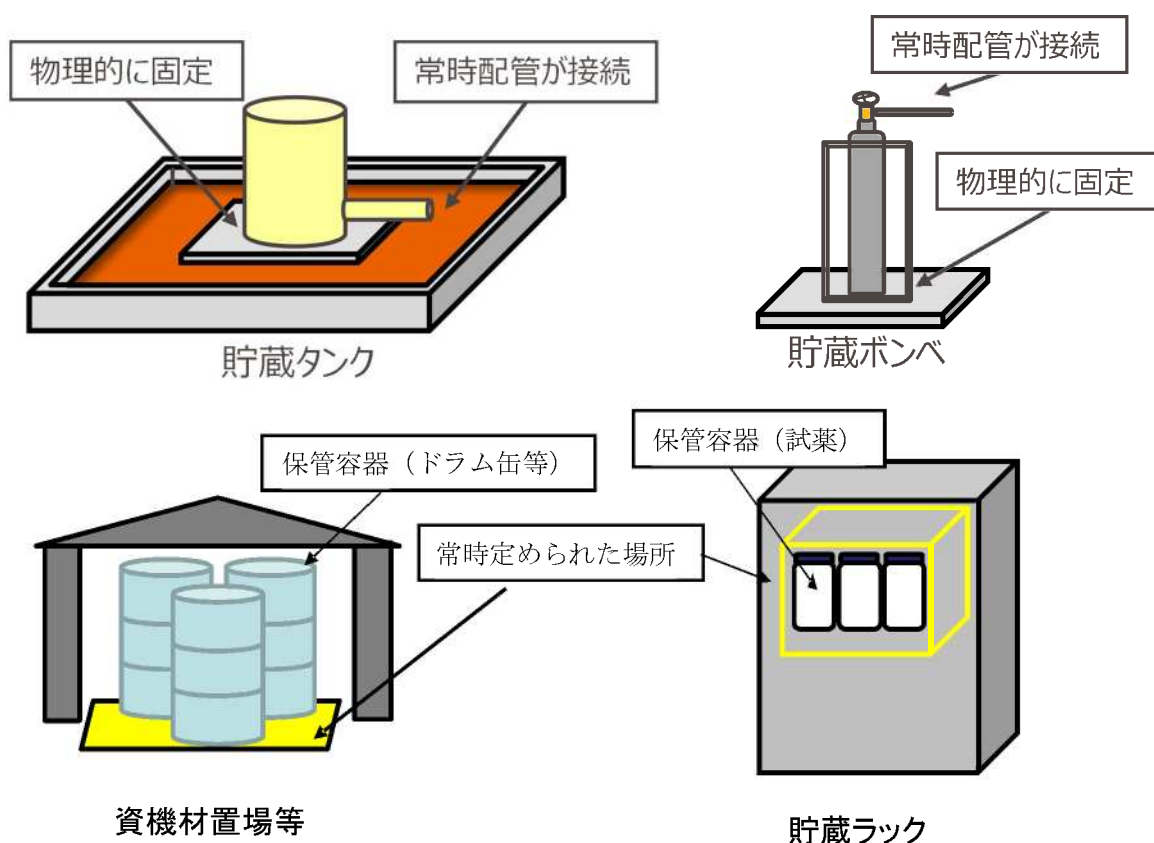 物理的に固定
常時配管が接続
常時配管が接続
物理的に固定
貯蔵タンク
貯蔵ボンベ
保管容器（ドラム缶等）
保管容器（試薬）
常時定められた場所
資機材置場等
貯蔵ラック